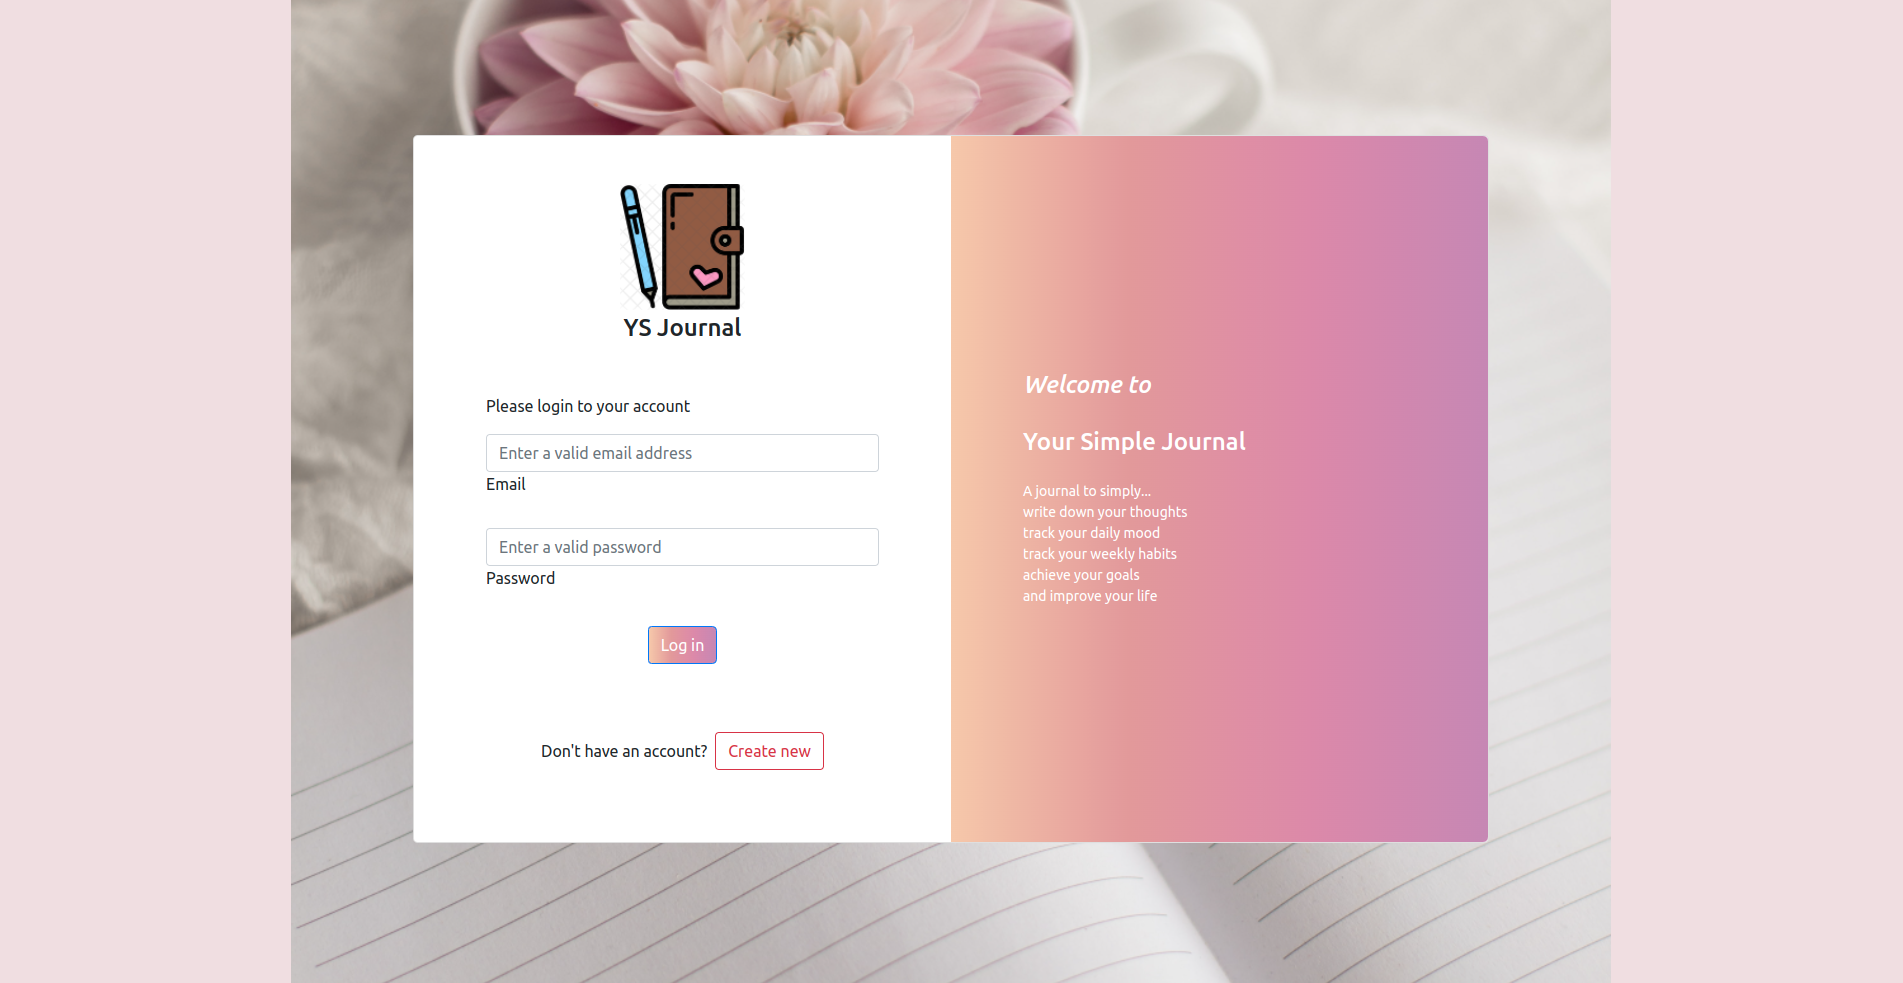 YS Journal
Please login to your account
Enter a valid email address
Email
Enter a valid password
Password
Log in
Don't have an account? Create new
Welcome to
Your Simple Journal
A journal to simply...
write down your thoughts
track your daily mood
track your weekly habits
achieve your goals
and improve your life